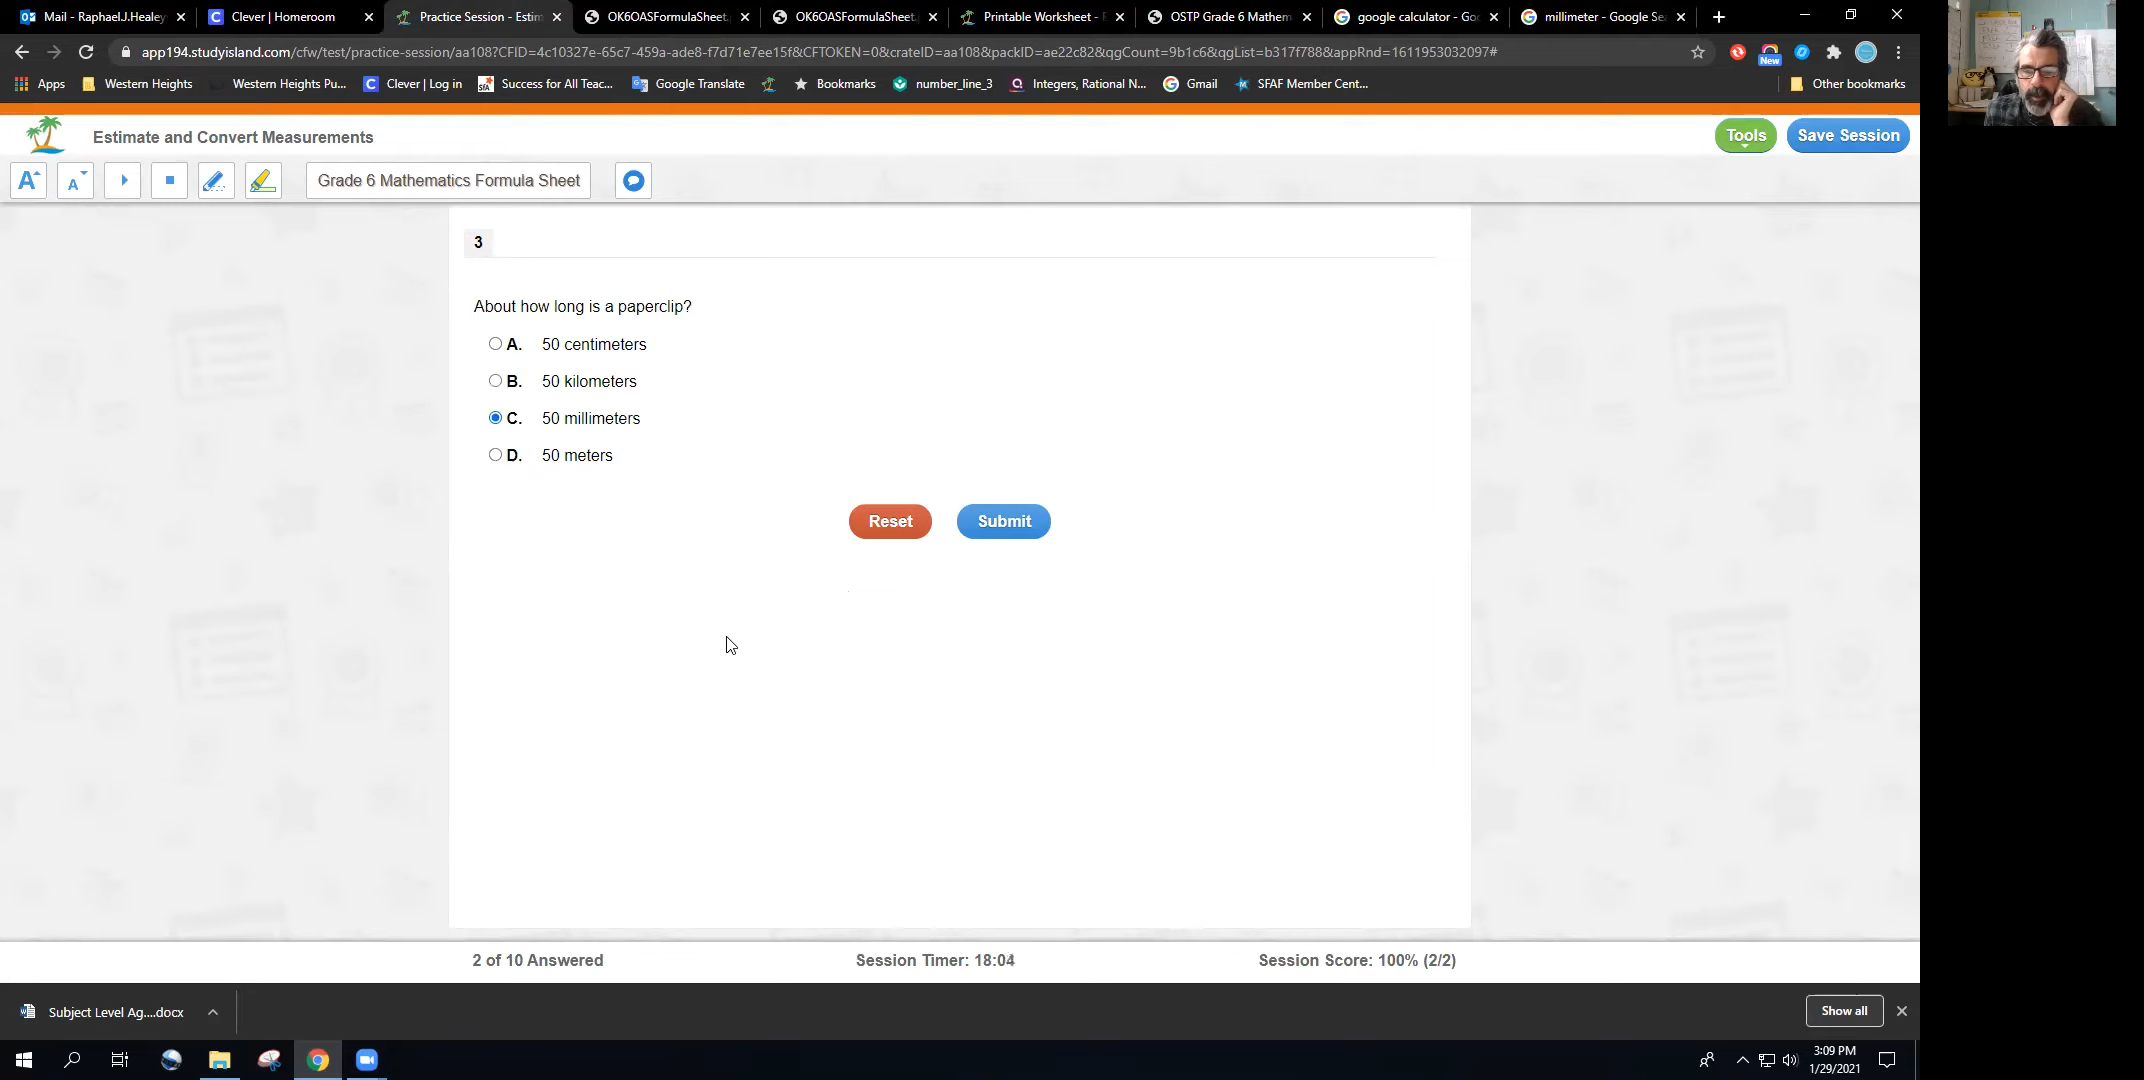 Mail - Raphael.J.Healey
Clever | Homeroom
Practice Session - Estim
OK6OASFormulaSheet.
OK6OASFormulaSheet.
Printable Worksheet -
OSTP Grade 6 Mathem
google calculator - Goo
millimeter - Google Sea
app194.studyisland.com/cfw/test/practice-session/aa108?CFID=4c10327e-65c7-459a-ade8-f7d71e7ee15f&CFTOKEN=0&crateID=aa108&packID=ae22c82&qgCount=9b1c6&qgList=b317f788&appRnd=1611953032097#
New
Apps
Western Heights
Western Heights Pu...
Clever | Log in
Success for All Teac...
Google Translate
Bookmarks
number_line_3
Integers, Rational N...
Gmail
SFAF Member Cent...
Other bookmarks
Estimate and Convert Measurements
Tools
Save Session
Grade 6 Mathematics Formula Sheet
3
About how long is a paperclip?
A. 50 centimeters
B. 50 kilometers
C. 50 millimeters
D. 50 meters
Reset
Submit
2 of 10 Answered
Session Timer: 18:04
Session Score: 100% (2/2)
Subject Level Ag....docx
Show all
3:09 PM
1/29/2021